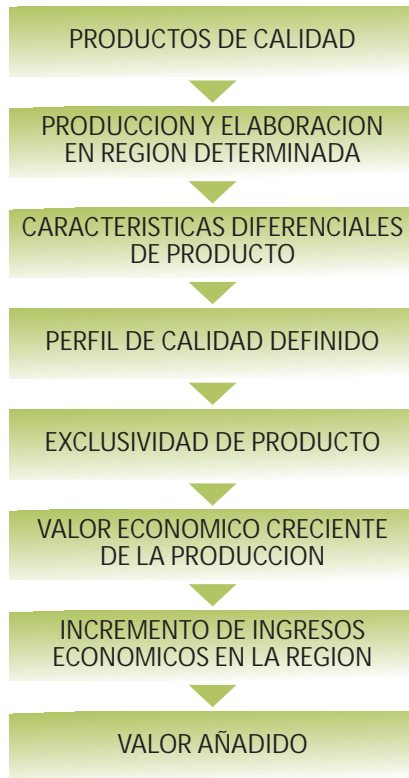 PRODUCTOS DE CALIDAD
PRODUCCION Y ELABORACION
EN REGION DETERMINADA
CARACTERISTICAS DIFERENCIALES
DE PRODUCTO
PERFIL DE CALIDAD DEFINIDO
EXCLUSIVIDAD DE PRODUCTO
VALOR ECONOMICO CRECIENTE
DE LA PRODUCCION
INCREMENTO DE INGRESOS
ECONOMICOS EN LA REGION
VALOR AÑADIDO